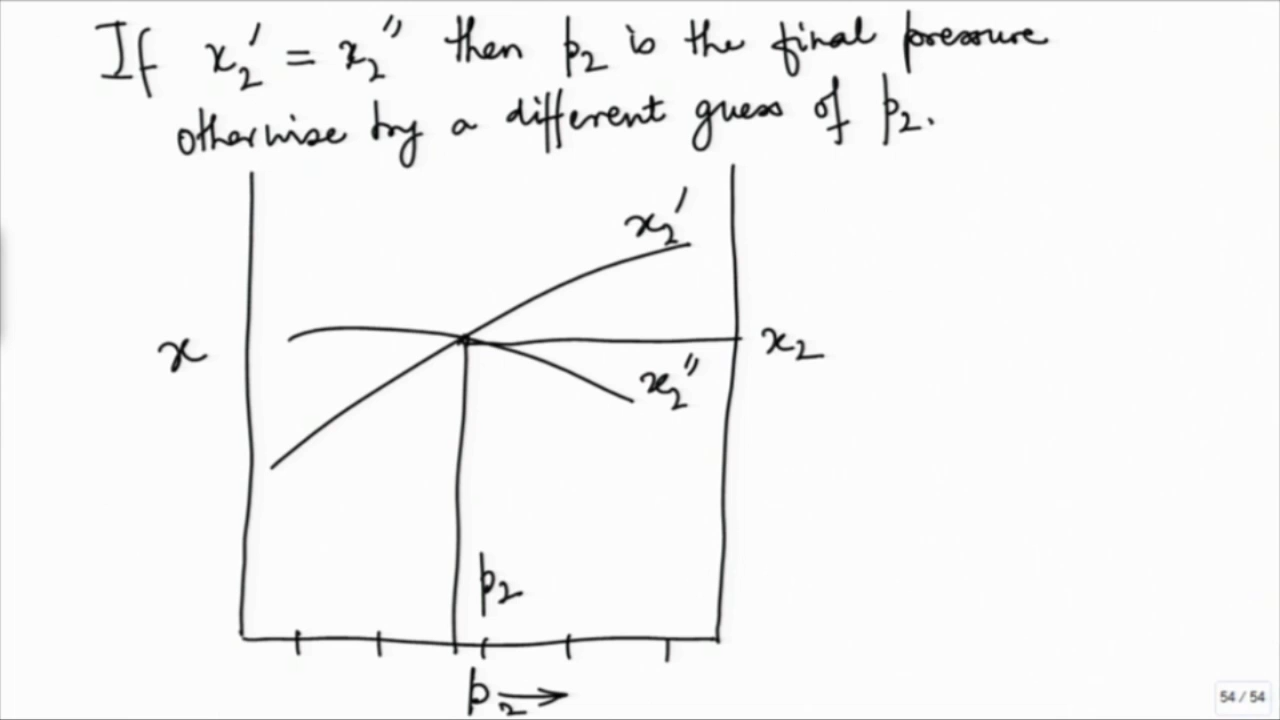 If x₂′ = x₂″ then p₂ is the final pressure
otherwise try a different guess of p₂.
x₂′
x
x₂
x₂″
p₂
p₂ →
54 / 54